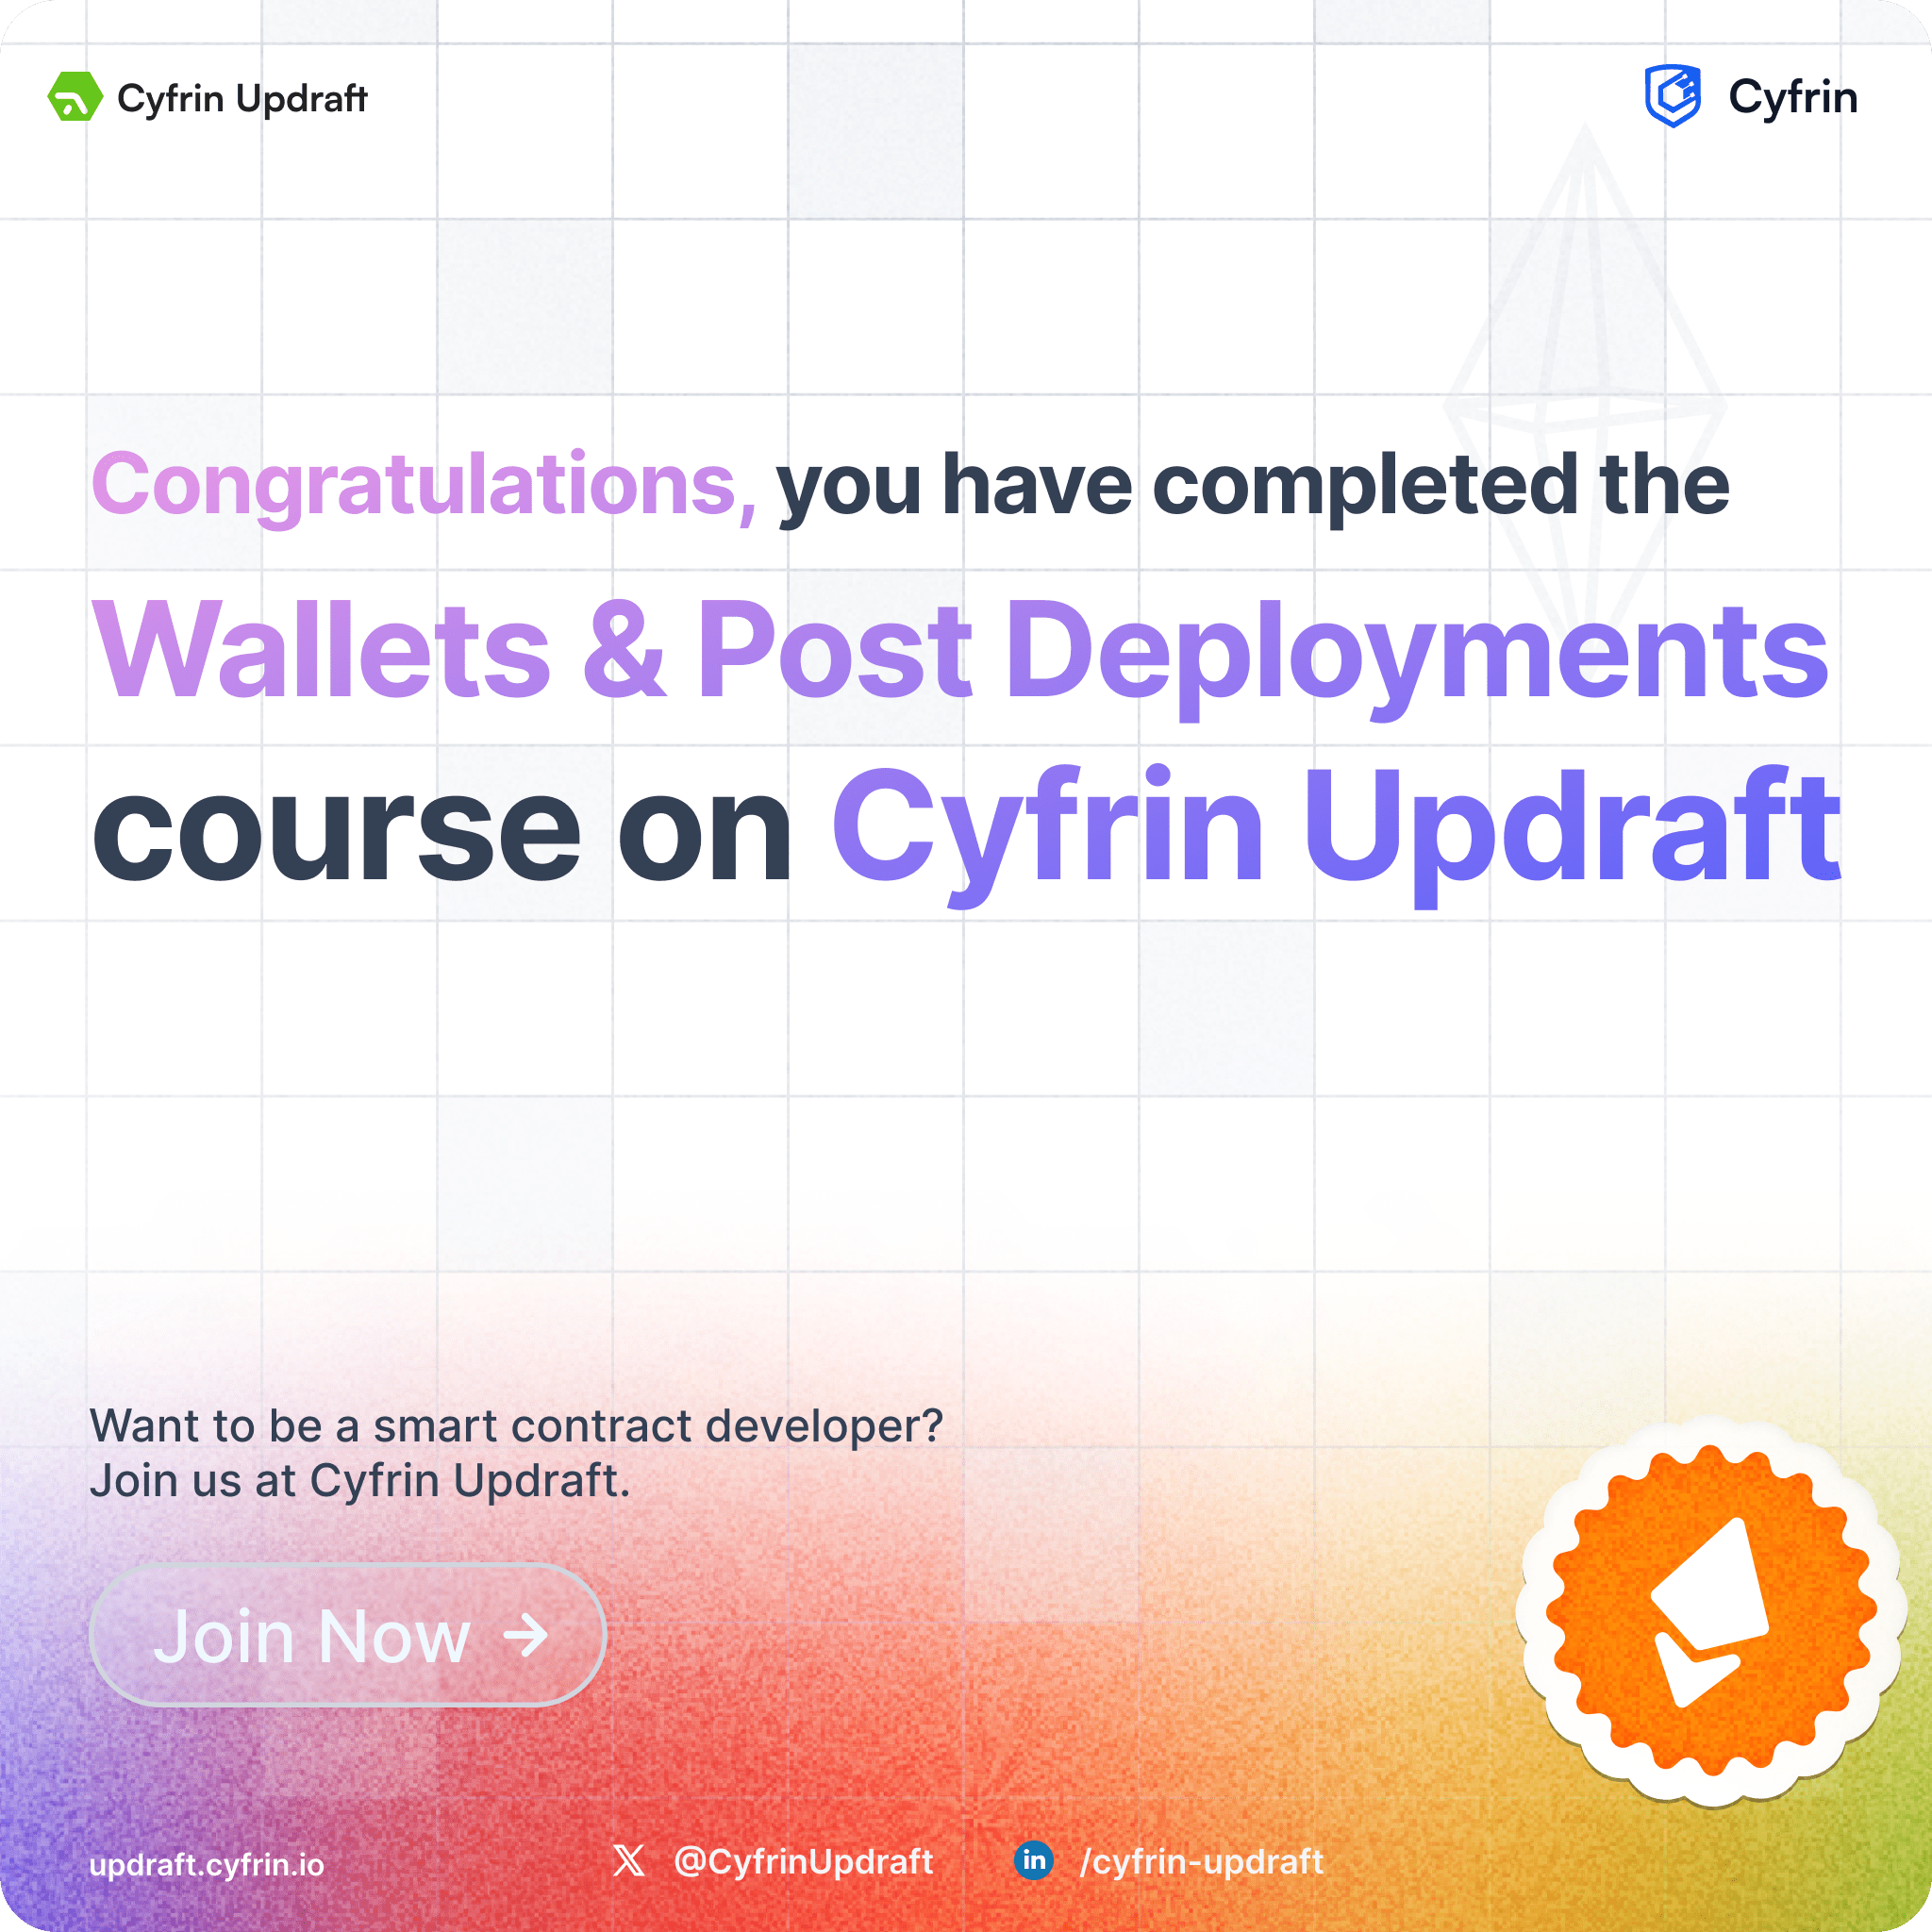 Cyfrin Updraft
Cyfrin
Congratulations, you have completed the
Wallets & Post Deployments
course on Cyfrin Updraft
Want to be a smart contract developer?
Join us at Cyfrin Updraft.
Join Now
updraft.cyfrin.io
@CyfrinUpdraft
in
/cyfrin-updraft